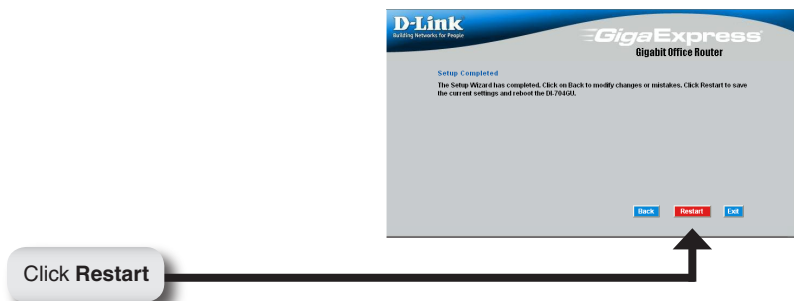 D-Link
Building Networks for People
GigaExpress
Gigabit Office Router
Setup Completed
The Setup Wizard has completed. Click on Back to modify changes or mistakes. Click Restart to save
the current settings and reboot the DI-704GU.
Back Restart Exit
Click Restart